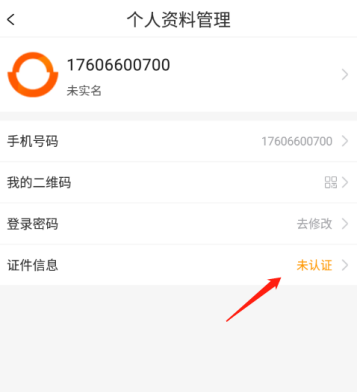 个人资料管理
17606600700
未实名
手机号码 17606600700
我的二维码
登录密码 去修改
证件信息 未认证